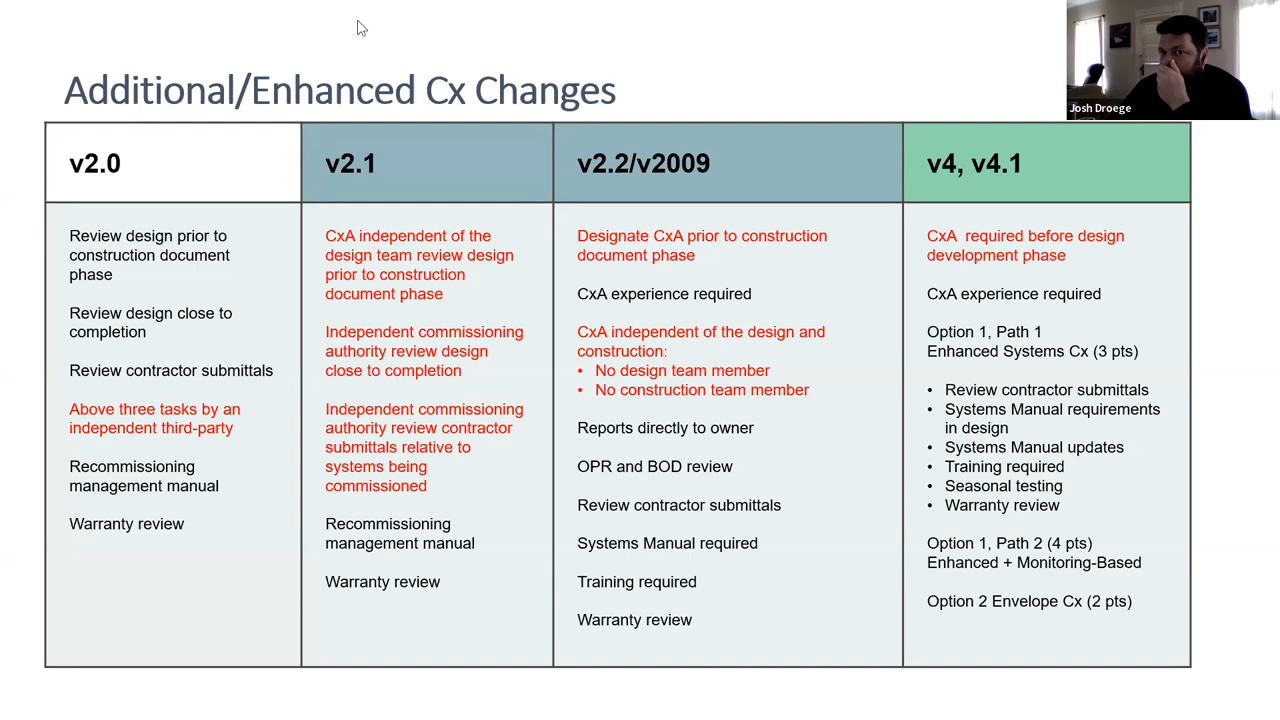 Additional/Enhanced Cx Changes
Josh Droege
v2.0
Review design prior to
construction document
phase
Review design close to
completion
Review contractor submittals
Above three tasks by an
independent third-party
Recommissioning
management manual
Warranty review
v2.1
CxA independent of the
design team review design
prior to construction
document phase
Independent commissioning
authority review design
close to completion
Independent commissioning
authority review contractor
submittals relative to
systems being
commissioned
Recommissioning
management manual
Warranty review
v2.2/v2009
Designate CxA prior to construction
document phase
CxA experience required
CxA independent of the design and
construction:
• No design team member
• No construction team member
Reports directly to owner
OPR and BOD review
Review contractor submittals
Systems Manual required
Training required
Warranty review
v4, v4.1
CxA required before design
development phase
CxA experience required
Option 1, Path 1
Enhanced Systems Cx (3 pts)
• Review contractor submittals
• Systems Manual requirements
in design
• Systems Manual updates
• Training required
• Seasonal testing
• Warranty review
Option 1, Path 2 (4 pts)
Enhanced + Monitoring-Based
Option 2 Envelope Cx (2 pts)